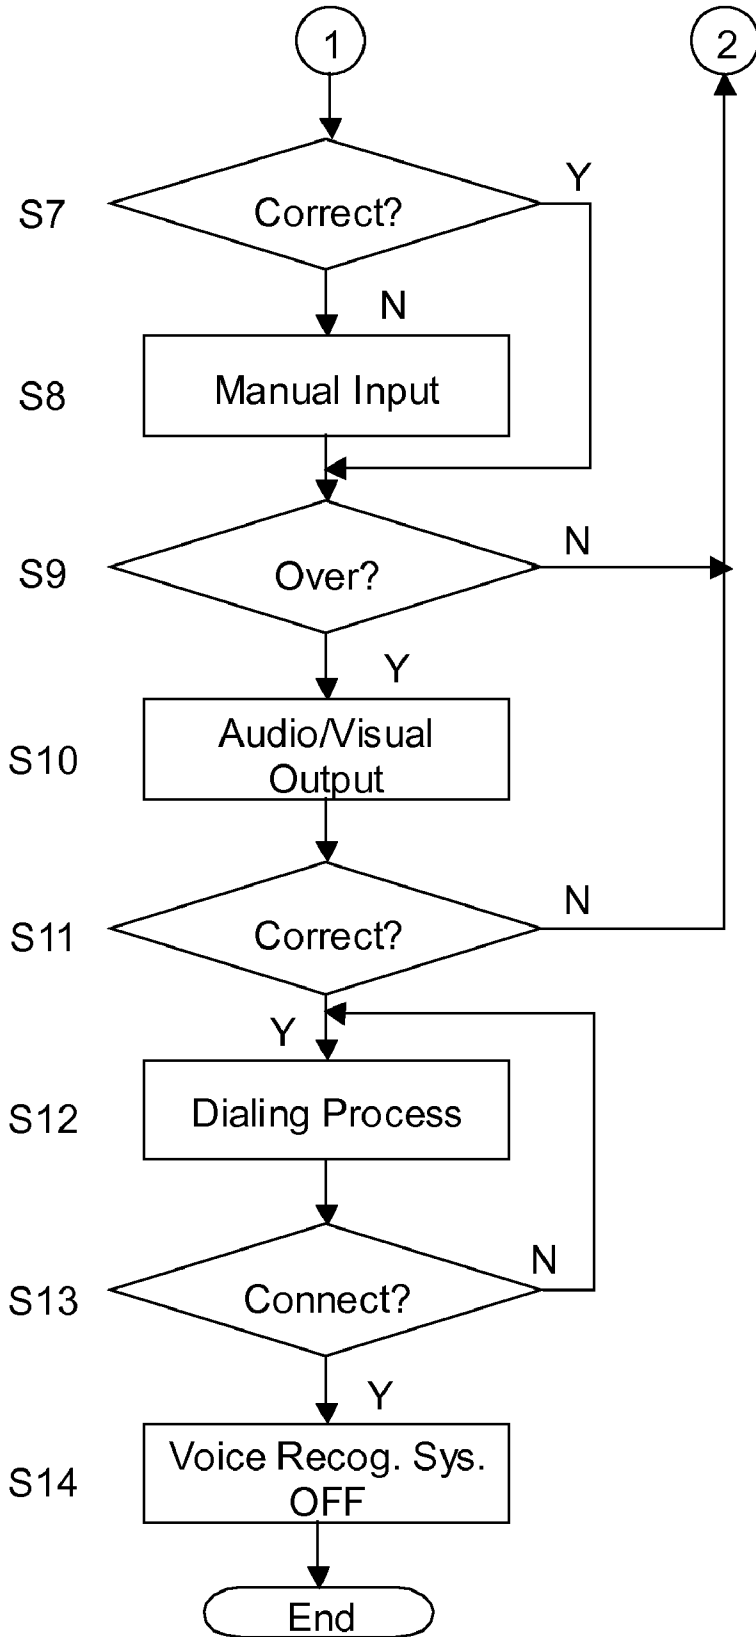 1
2
S7
Correct?
Y
N
S8
Manual Input
S9
Over?
N
Y
S10
Audio/Visual
Output
S11
Correct?
N
Y
S12
Dialing Process
S13
Connect?
N
Y
S14
Voice Recog. Sys.
OFF
End